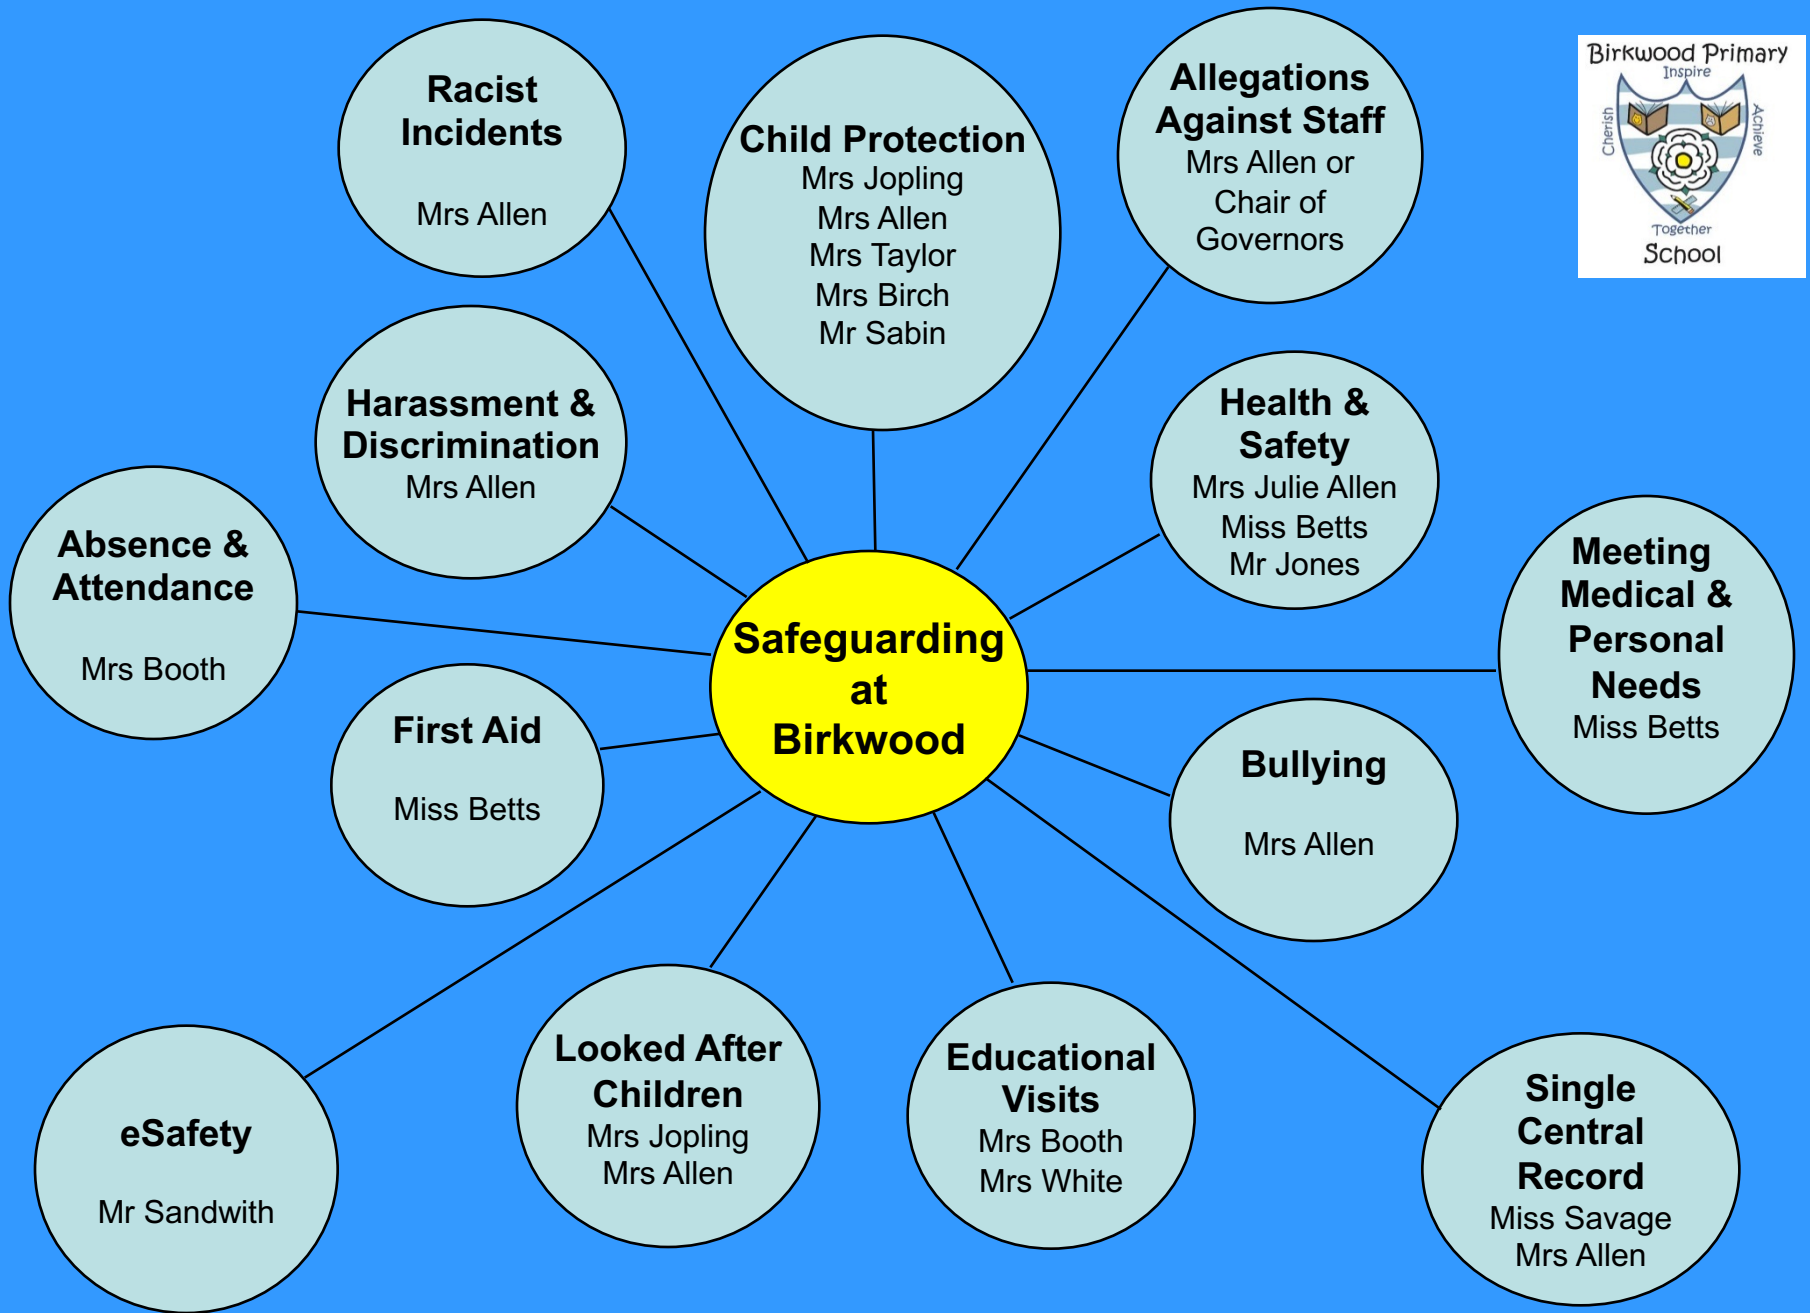 Racist
Incidents
Mrs Allen
Child Protection
Mrs Jopling
Mrs Allen
Mrs Taylor
Mrs Birch
Mr Sabin
Allegations
Against Staff
Mrs Allen or
Chair of
Governors
Birkwood Primary
Inspire
Cherish
Achieve
Together
School
Harassment &
Discrimination
Mrs Allen
Health &
Safety
Mrs Julie Allen
Miss Betts
Mr Jones
Absence &
Attendance
Mrs Booth
Meeting
Medical &
Personal
Needs
Miss Betts
Safeguarding
at
Birkwood
First Aid
Miss Betts
Bullying
Mrs Allen
eSafety
Mr Sandwith
Looked After
Children
Mrs Jopling
Mrs Allen
Educational
Visits
Mrs Booth
Mrs White
Single
Central
Record
Miss Savage
Mrs Allen